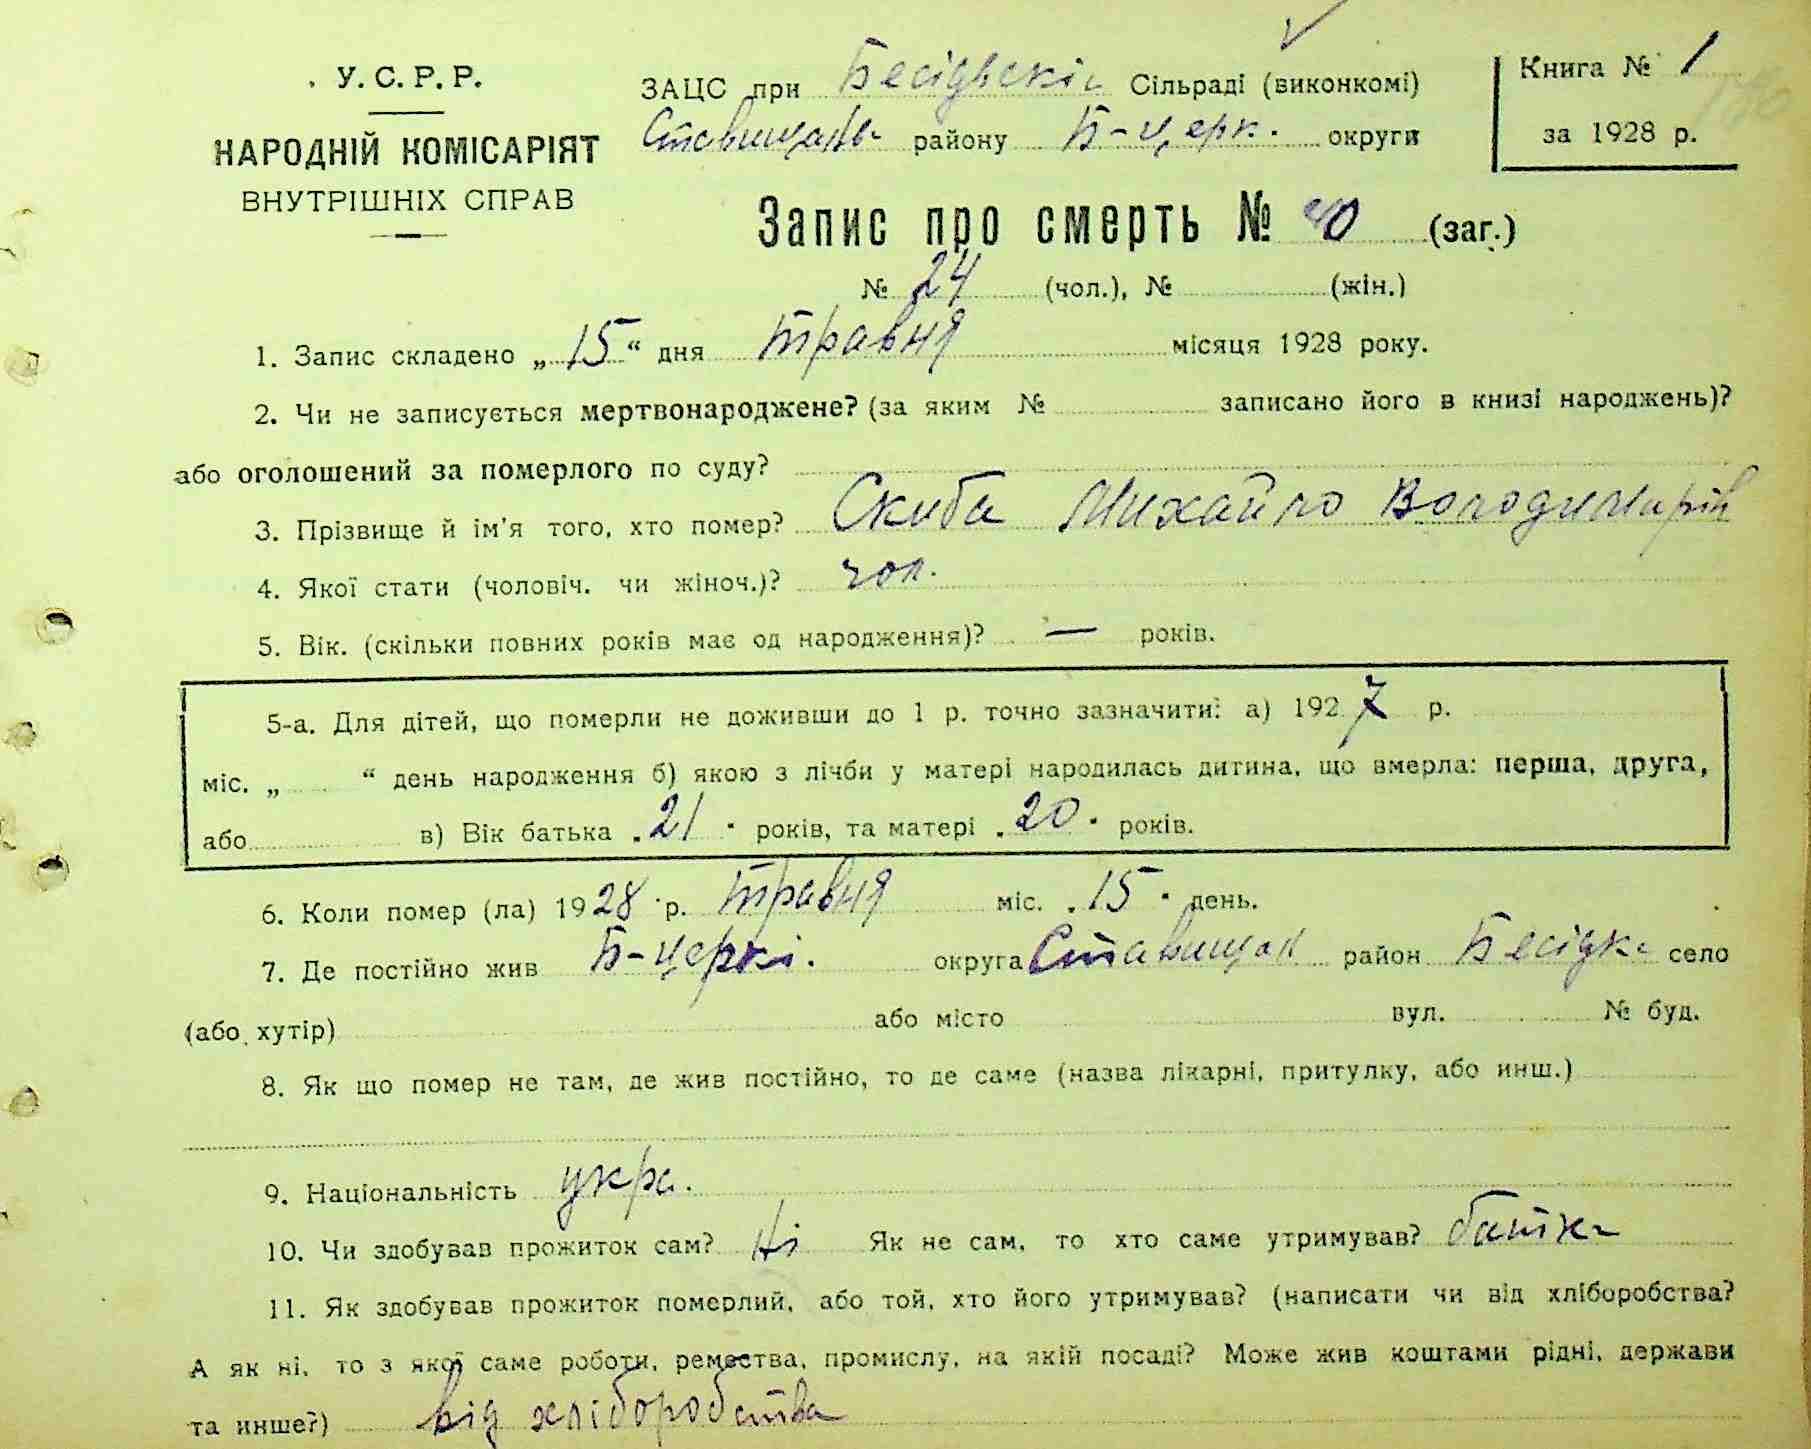 У. С. Р. Р.
НАРОДНІЙ КОМІСАРІЯТ
ВНУТРІШНІХ СПРАВ
ЗАЦС при Бесідській Сільраді (виконкомі)
району Б-церк. округи
Книга № 1
за 1928 р.
Запис про смерть № 40 (заг.)
№ 24 (чол.), № (жін.)
1. Запис складено „ 15 “ дня травня місяця 1928 року.
2. Чи не записується мертвонароджене? (за яким № записано його в книзі народжень)?
або оголошений за померлого по суду?
3. Прізвище й ім'я того, хто помер? Скиба Михайло Володимирів
4. Якої стати (чоловіч. чи жіноч.)? чол.
5. Вік. (скільки повних років має од народження)? — років.
5-а. Для дітей, що померли не доживши до 1 р. точно зазначити: а) 1927 р.
міс. „ “ день народження б) якою з лічби у матері народилась дитина, що вмерла: перша, друга,
або в) Вік батька „21“ років, та матері „20“ років.
6. Коли помер (ла) 1928 р. травня міс. „15“ день.
7. Де постійно жив Б-Церкі. округа Ставищак район Бесідка село
(або хутір) або місто вул. № буд.
8. Як що помер не там, де жив постійно, то де саме (назва лікарні, притулку, або инш.)
9. Національність укра.
10. Чи здобував прожиток сам? Ні Як не сам, то хто саме утримував? батьки
11. Як здобував прожиток померлий, або той, хто його утримував? (написати чи від хліборобства?
А як ні, то з якої саме роботи, ремества, промислу, на якій посаді? Може жив коштами рідні, держави
та инше?) від хліборобства